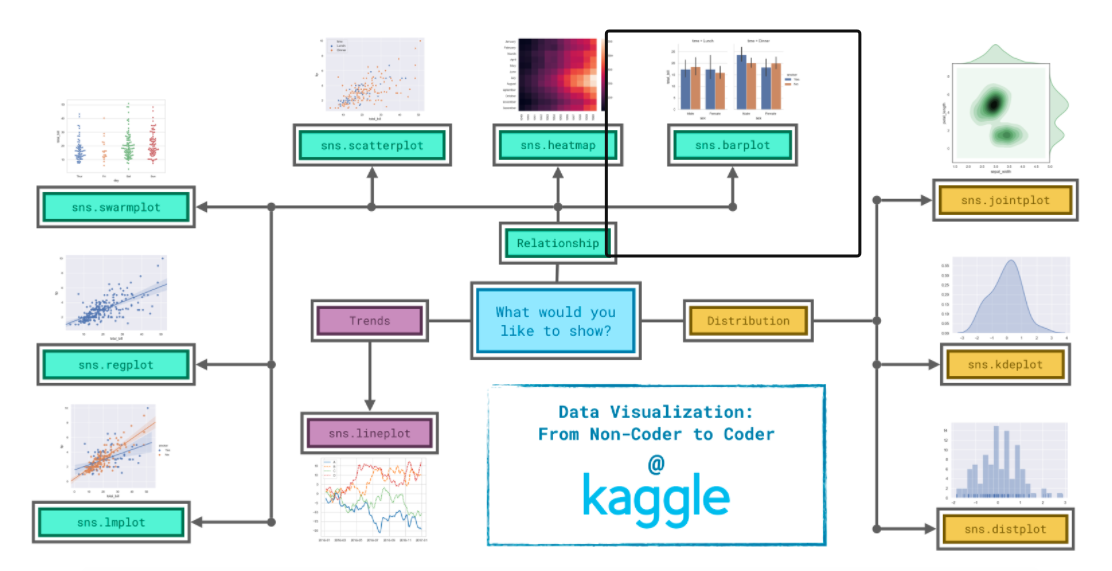 sns.scatterplot
sns.heatmap
sns.barplot
sns.swarmplot
sns.jointplot
Relationship
What would you
like to show?
Trends
Distribution
sns.regplot
sns.kdeplot
Data Visualization:
From Non-Coder to Coder
@
kaggle
sns.lineplot
sns.lmplot
sns.distplot